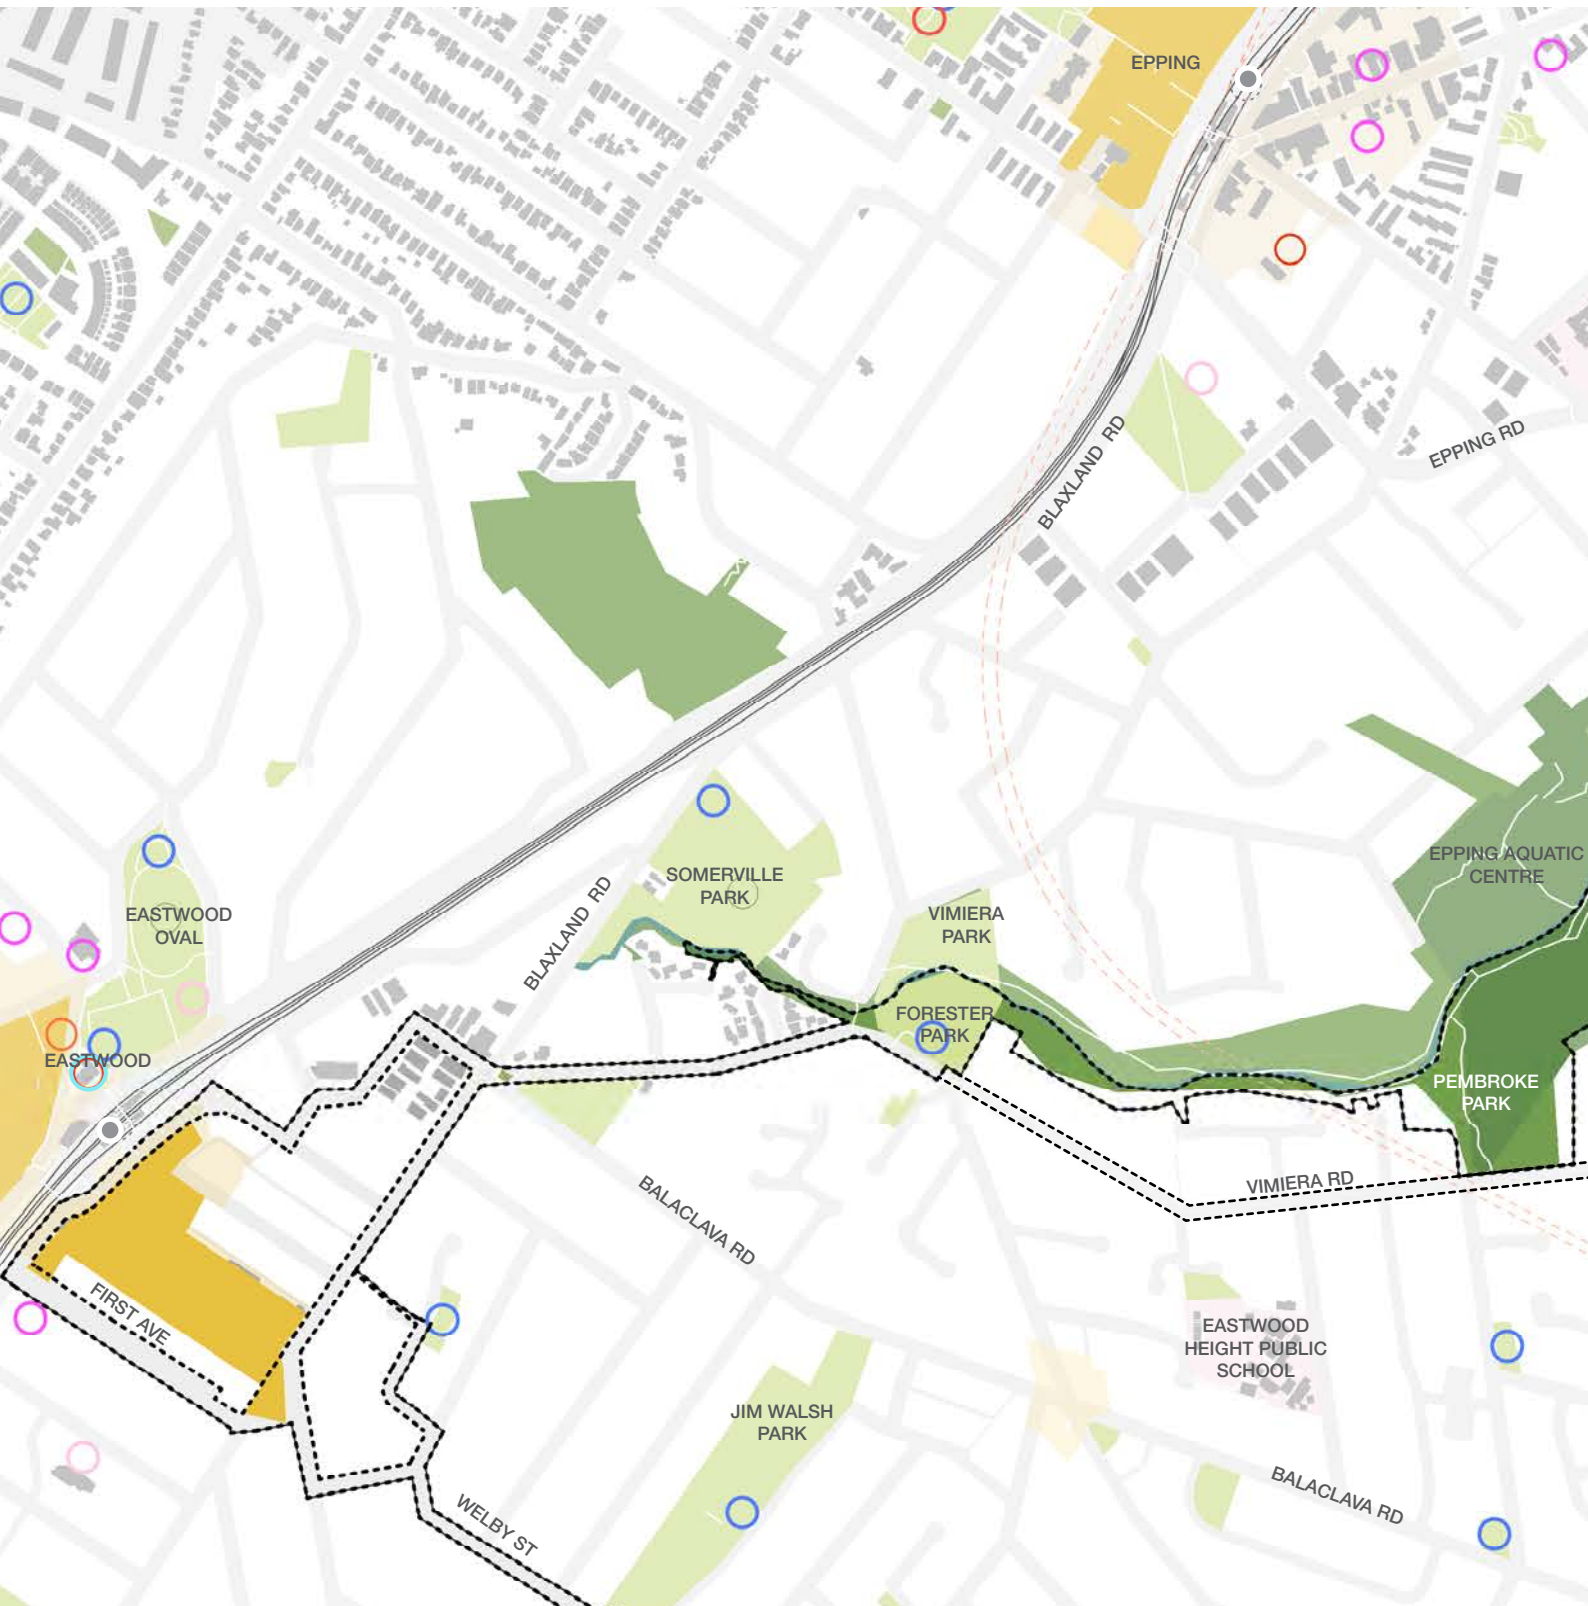 EPPING
BLAXLAND RD
EPPING RD
EPPING AQUATIC
CENTRE
SOMERVILLE
PARK
EASTWOOD
OVAL
VIMIERA
PARK
BLAXLAND RD
FORESTER
PARK
EASTWOOD
PEMBROKE
PARK
VIMIERA RD
BALACLAVA RD
FIRST AVE
EASTWOOD
HEIGHT PUBLIC
SCHOOL
JIM WALSH
PARK
BALACLAVA RD
WELBY ST